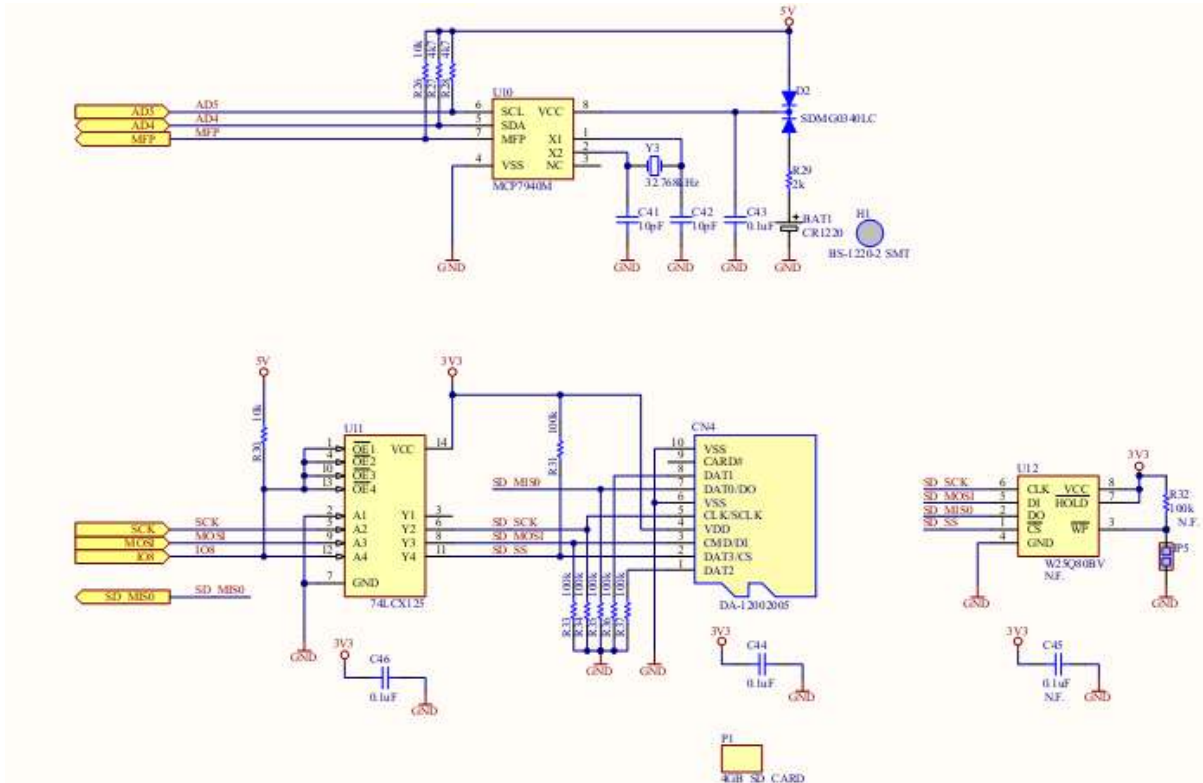 5V
10k
4k7
4k7
R26
R27
R28
D2
SDMG0340LC
U10
AD5
AD5
AD4
AD4
MFP
MFP
6
SCL
VCC
8
5
SDA
7
MFP
X1
1
X2
2
4
VSS
NC
3
MCP7940M
Y3
32.768kHz
R29
2k
C41
10pF
C42
10pF
C43
0.1uF
BAT1
CR1220
H1
BS-1220-2 SMT
GND
GND
GND
GND
GND
5V
3V3
10k
R30
U11
1
OE1
VCC
14
4
OE2
10
OE3
13
OE4
2
A1
Y1
3
5
A2
Y2
6
9
A3
Y3
8
12
A4
Y4
11
7
GND
74LCX125
SCK
SCK
MOSI
MOSI
IO8
IO8
SD_MIS0
SD_MIS0
100k
R31
SD_MIS0
SD_SCK
SD_MOSI
SD_SS
CN4
10
VSS
9
CARD#
8
DAT1
7
DAT0/DO
6
VSS
5
CLK/SCLK
4
VDD
3
CMD/DI
2
DAT3/CS
1
DAT2
DA-12002005
100k
100k
100k
100k
100k
R33
R34
R35
R36
R37
GND
GND
GND
3V3
C46
0.1uF
GND
3V3
C44
0.1uF
GND
3V3
U12
SD_SCK
6
CLK
VCC
8
SD_MOSI
5
DI
HOLD
7
SD_MIS0
2
DO
SD_SS
1
CS
WP
3
4
GND
W25Q80BV
N.F.
R32
100k
N.F.
JP5
GND
GND
3V3
C45
0.1uF
N.F.
GND
P1
4GB_SD_CARD